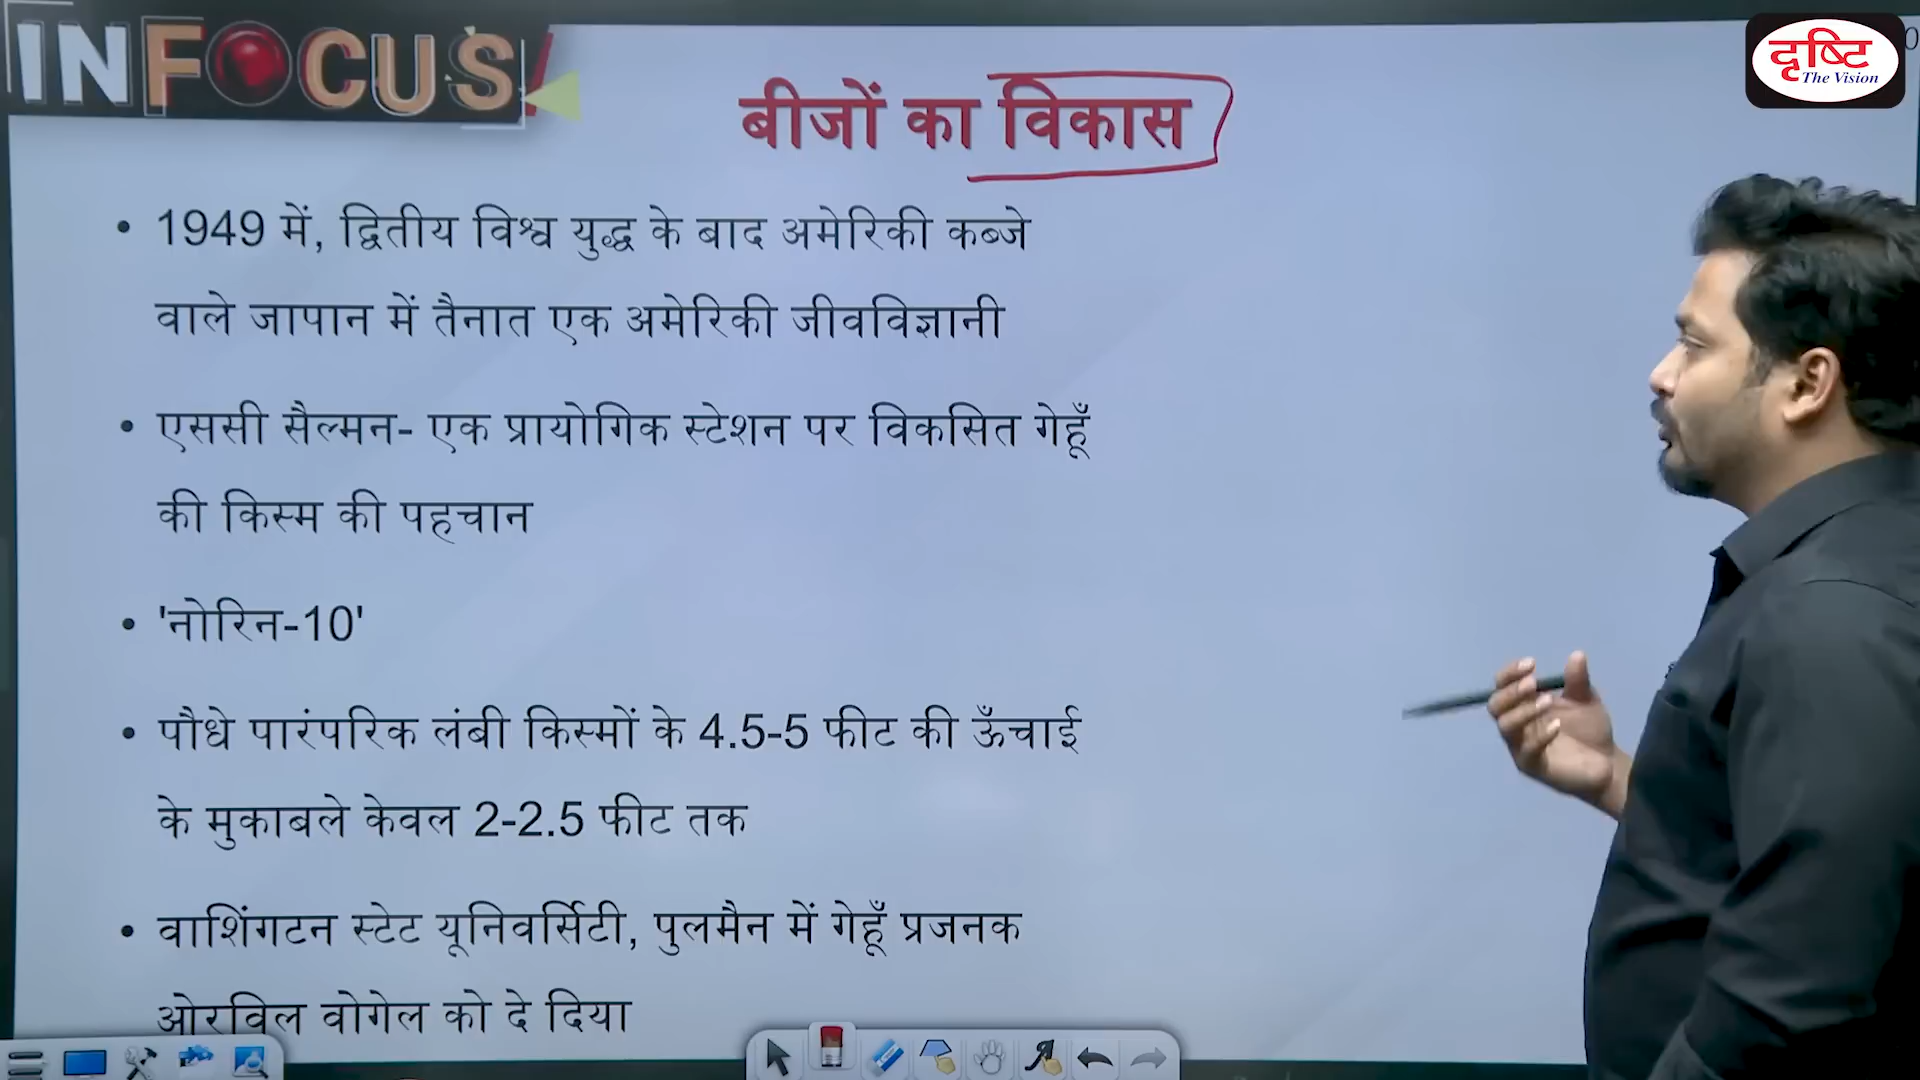 INFOCUS
दृष्टि
The Vision
बीजों का विकास
• 1949 में, द्वितीय विश्व युद्ध के बाद अमेरिकी कब्जे
वाले जापान में तैनात एक अमेरिकी जीवविज्ञानी
• एससी सैल्मन- एक प्रायोगिक स्टेशन पर विकसित गेहूँ
की किस्म की पहचान
• 'नोरिन-10'
• पौधे पारंपरिक लंबी किस्मों के 4.5-5 फीट की ऊँचाई
के मुकाबले केवल 2-2.5 फीट तक
• वाशिंगटन स्टेट यूनिवर्सिटी, पुलमैन में गेहूँ प्रजनक
ओरविल वोगेल को दे दिया